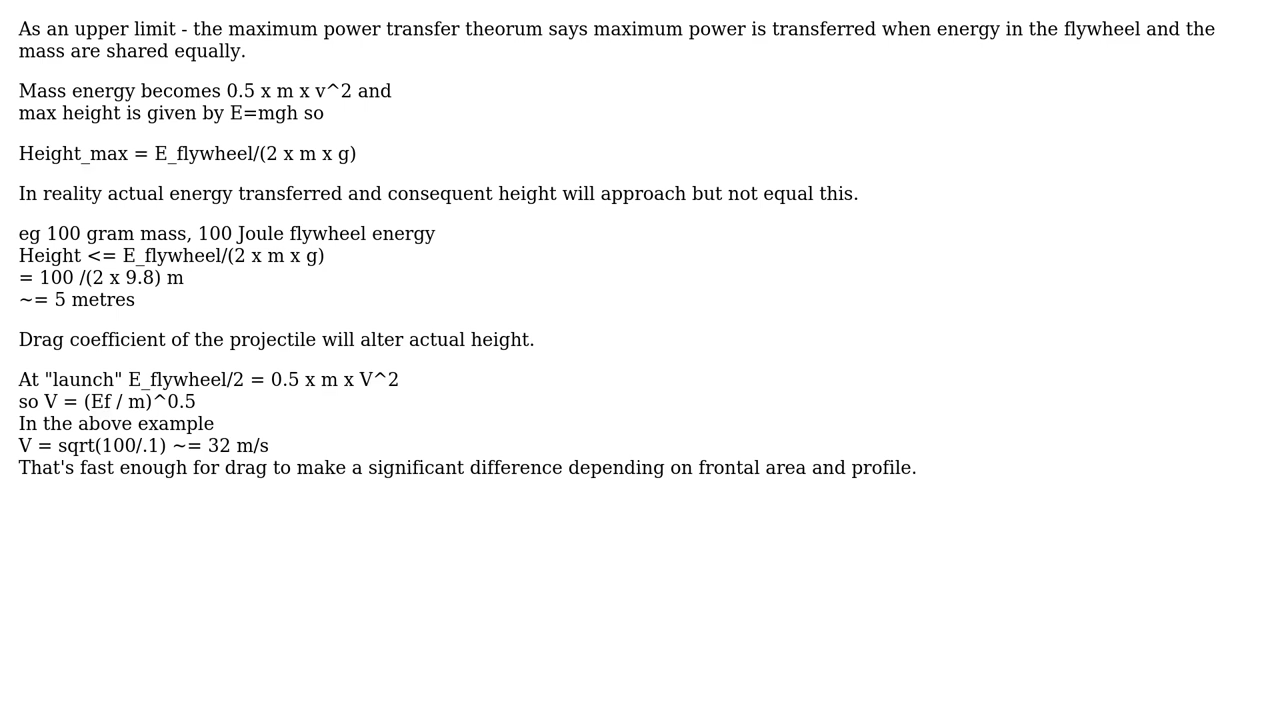 As an upper limit - the maximum power transfer theorum says maximum power is transferred when energy in the flywheel and the
mass are shared equally.
Mass energy becomes 0.5 x m x v^2 and
max height is given by E=mgh so
Height_max = E_flywheel/(2 x m x g)
In reality actual energy transferred and consequent height will approach but not equal this.
eg 100 gram mass, 100 Joule flywheel energy
Height <= E_flywheel/(2 x m x g)
= 100 /(2 x 9.8) m
~= 5 metres
Drag coefficient of the projectile will alter actual height.
At "launch" E_flywheel/2 = 0.5 x m x V^2
so V = (Ef / m)^0.5
In the above example
V = sqrt(100/.1) ~= 32 m/s
That's fast enough for drag to make a significant difference depending on frontal area and profile.